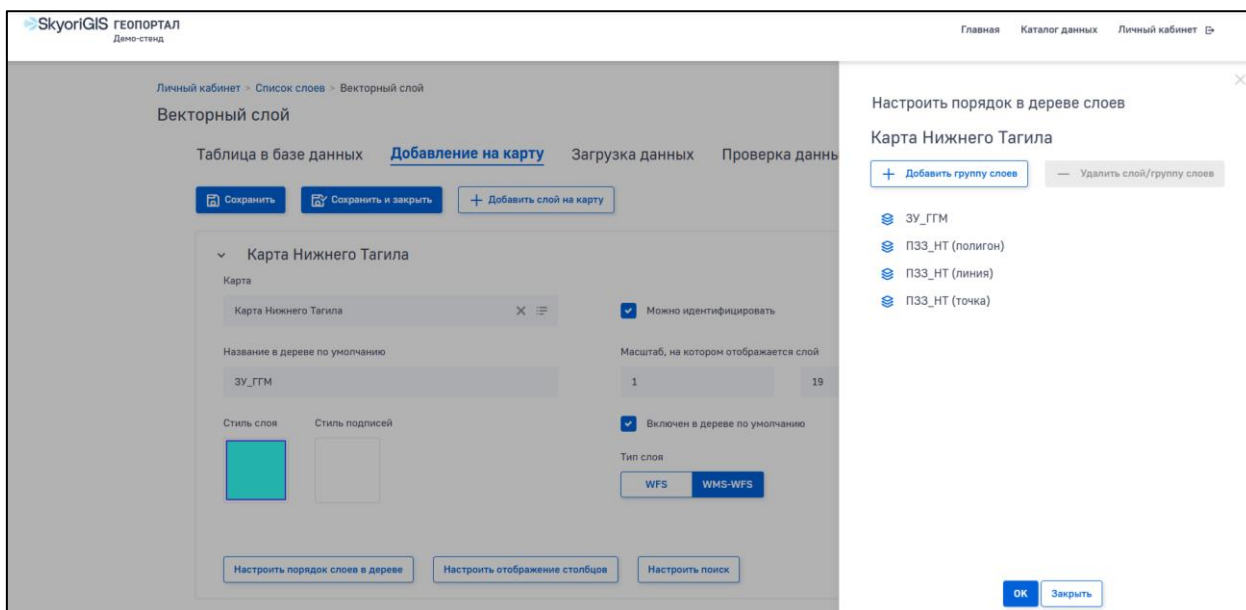 SkyoriGIS ГЕОПОРТАЛ
Демо-стенд
Главная Каталог данных Личный кабинет
Личный кабинет > Список слоев > Векторный слой
Векторный слой
Таблица в базе данных Добавление на карту Загрузка данных Проверка данны
Сохранить Сохранить и закрыть + Добавить слой на карту
Карта Нижнего Тагила
Карта
Карта Нижнего Тагила
Можно идентифицировать
Название в дереве по умолчанию
Масштаб, на котором отображается слой
ЗУ_ГГМ
1 19
Стиль слоя Стиль подписей
Включен в дереве по умолчанию
Тип слоя
WFS WMS-WFS
Настроить порядок слоев в дереве Настроить отображение столбцов Настроить поиск
Настроить порядок в дереве слоев
Карта Нижнего Тагила
+ Добавить группу слоев — Удалить слой/группу слоев
ЗУ_ГГМ
ПЗЗ_НТ (полигон)
ПЗЗ_НТ (линия)
ПЗЗ_НТ (точка)
ОК Закрыть